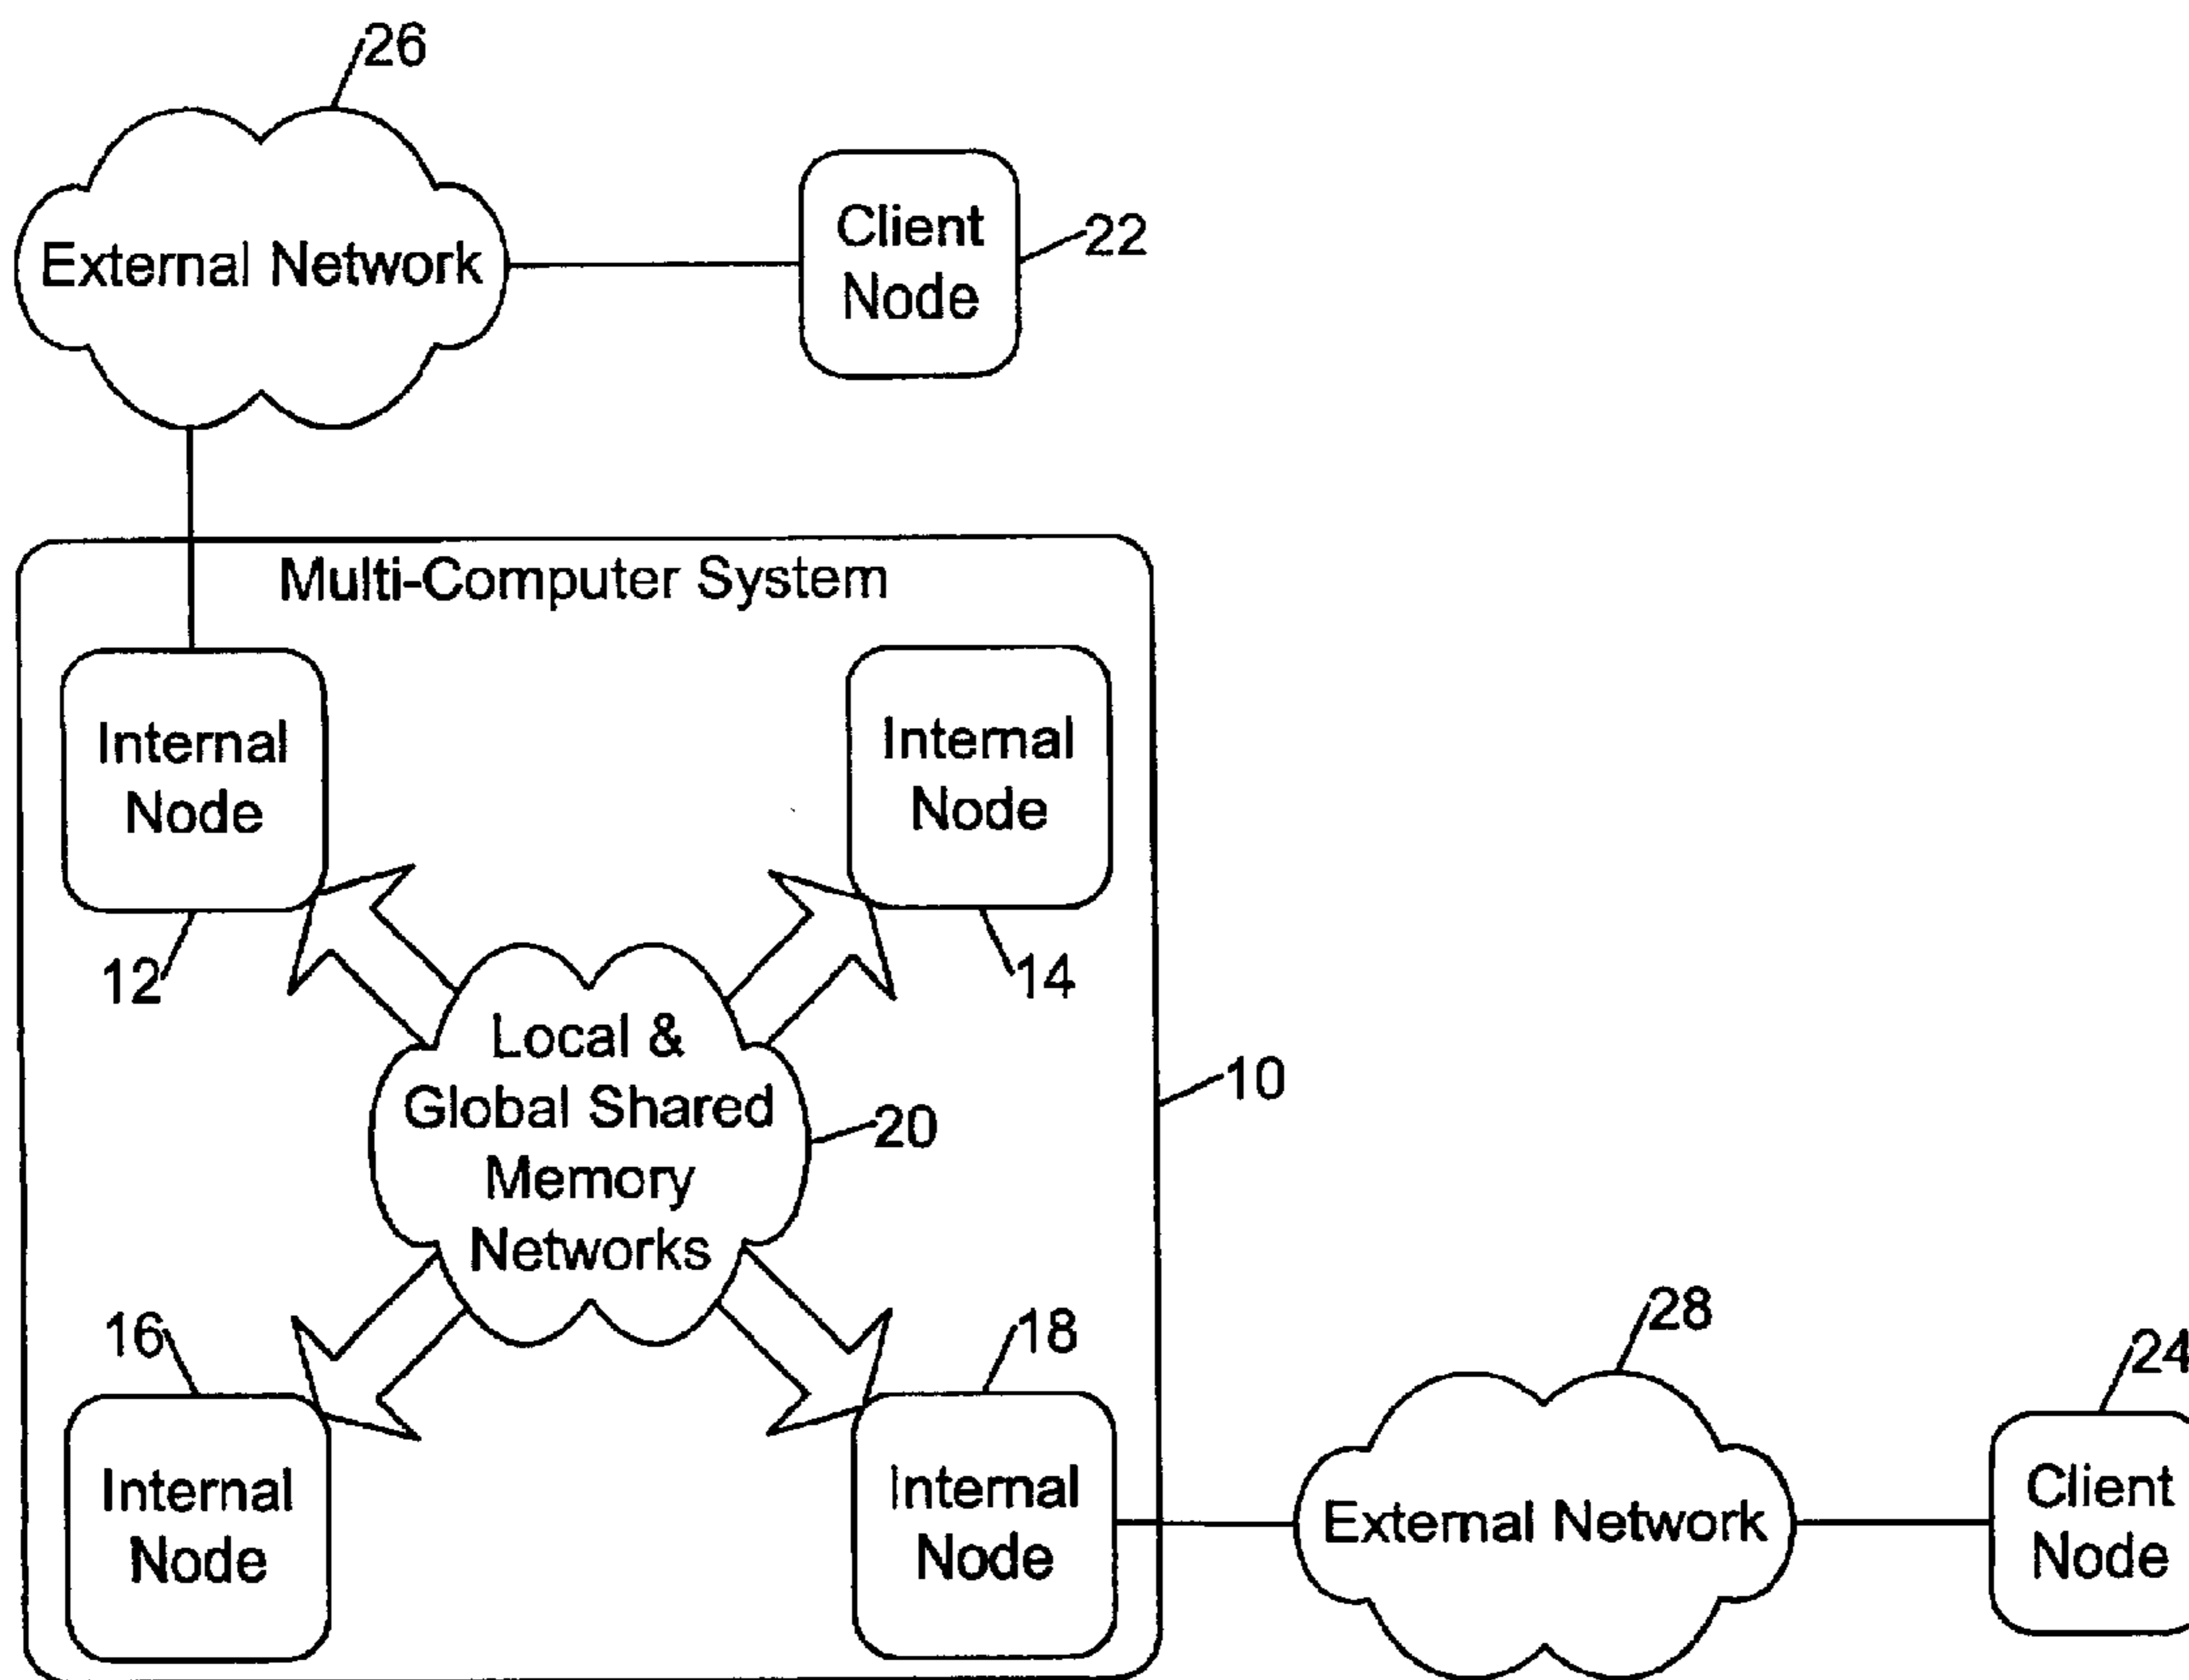 26
External Network
Client
Node
22
Multi-Computer System
Internal
Node
12
Internal
Node
14
Local &
Global Shared
Memory
Networks
20
10
16
Internal
Node
18
Internal
Node
28
External Network
24
Client
Node